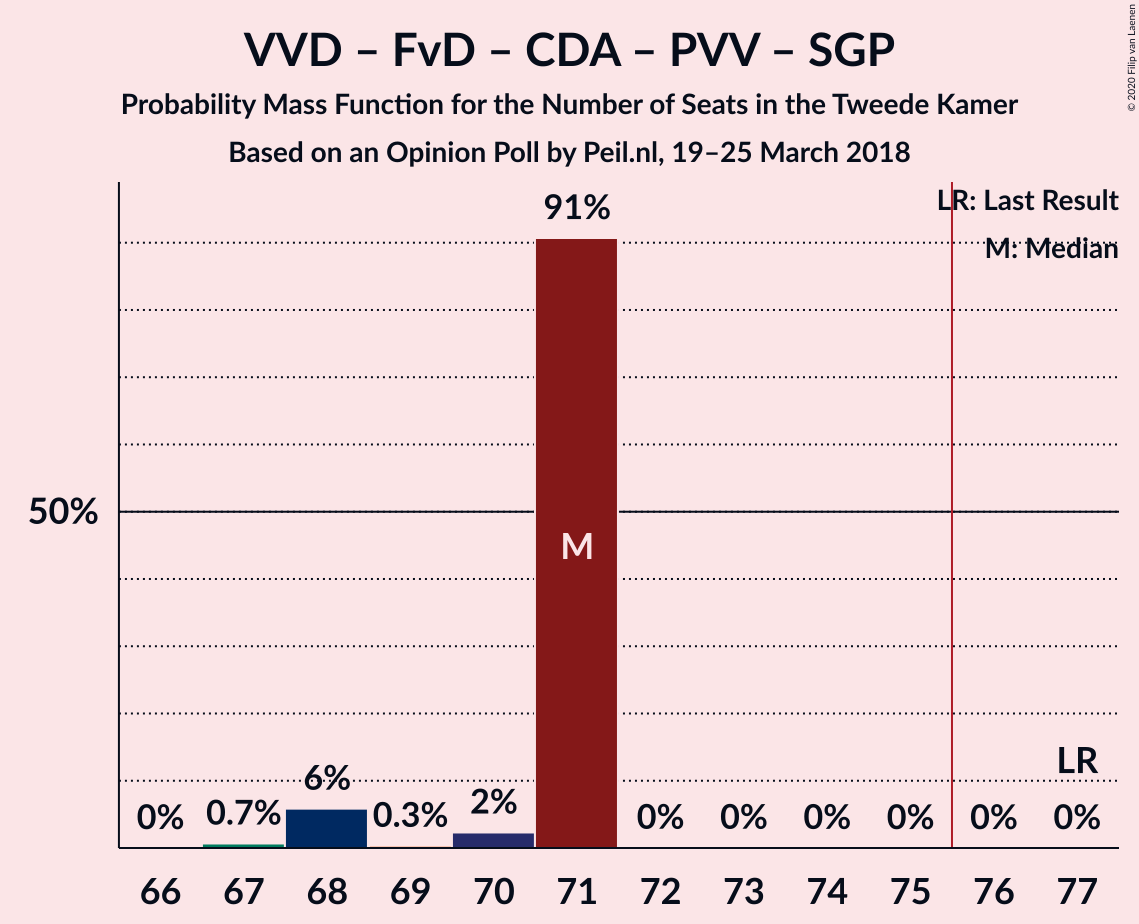 VVD – FvD – CDA – PVV – SGP
Probability Mass Function for the Number of Seats in the Tweede Kamer
Based on an Opinion Poll by Peil.nl, 19–25 March 2018
© 2020 Filip van Laenen
LR: Last Result
M: Median
91%
50%
M
LR
0% 0.7% 6% 0.3% 2% 0% 0% 0% 0% 0% 0%
66 67 68 69 70 71 72 73 74 75 76 77